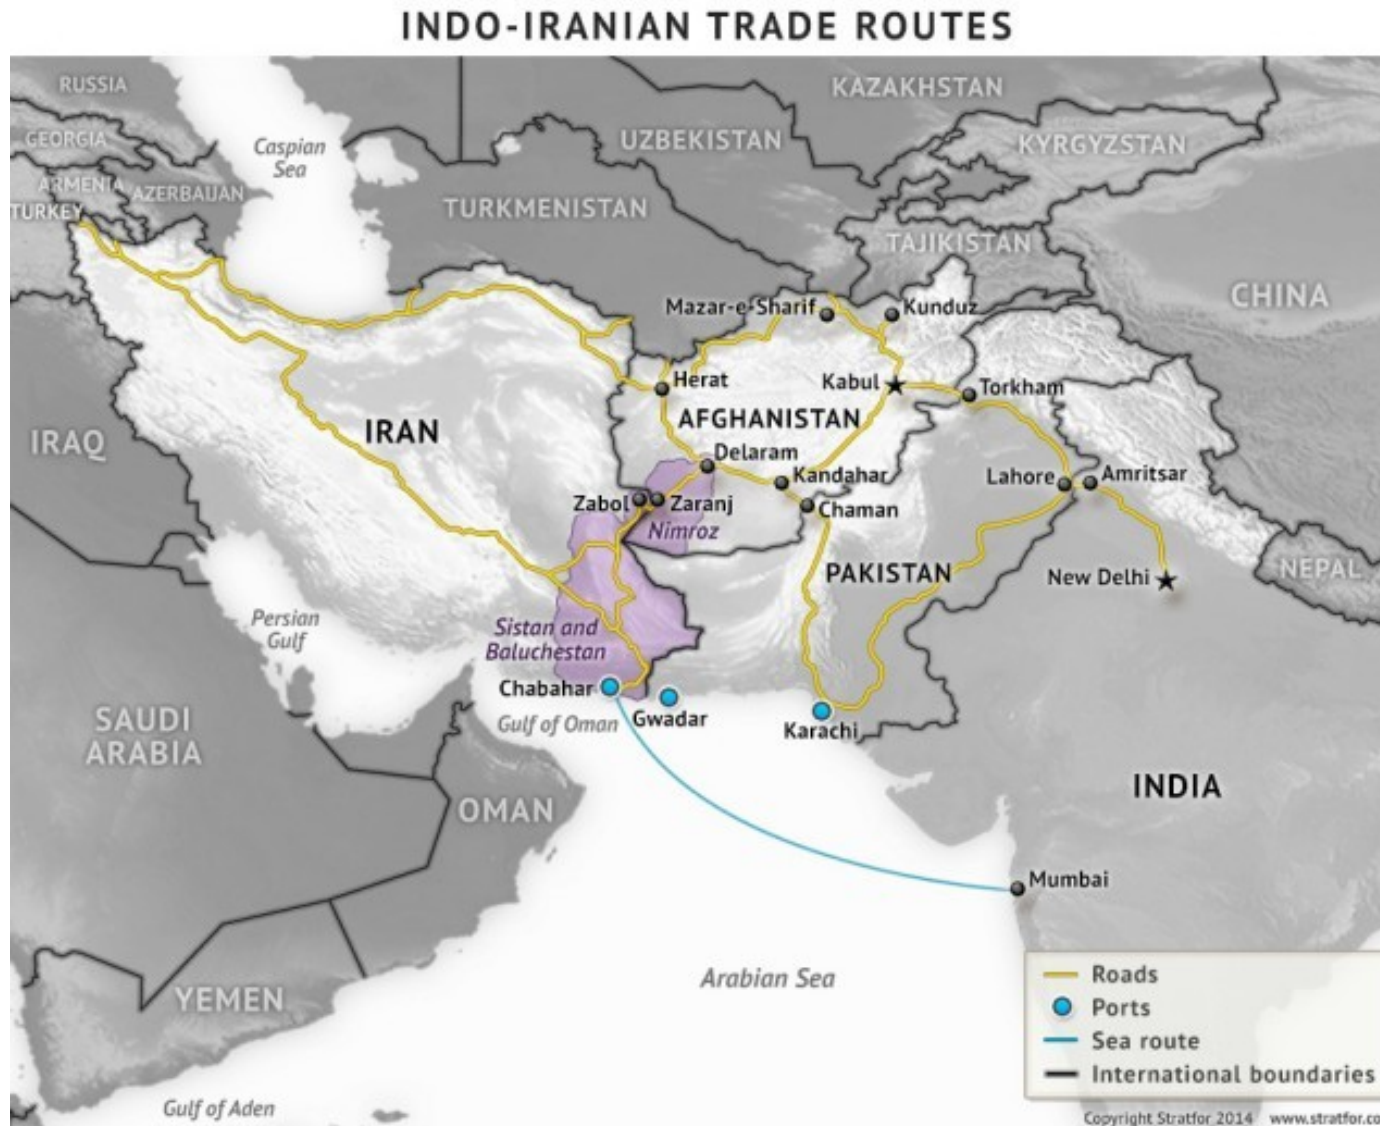 INDO-IRANIAN TRADE ROUTES
RUSSIA
KAZAKHSTAN
GEORGIA
Caspian
Sea
UZBEKISTAN
KYRGYZSTAN
ARMENIA
AZERBAIJAN
TURKEY
TURKMENISTAN
TAJIKISTAN
CHINA
Mazar-e-Sharif
Kunduz
Herat
Kabul
Torkham
IRAQ
IRAN
AFGHANISTAN
Delaram
Kandahar
Lahore
Amritsar
Zabol
Zaranj
Chaman
Nimroz
PAKISTAN
New Delhi
NEPAL
Persian
Gulf
Sistan and
Baluchestan
Chabahar
Gwadar
Gulf of Oman
Karachi
SAUDI
ARABIA
OMAN
INDIA
Mumbai
Arabian Sea
YEMEN
Gulf of Aden
Roads
Ports
Sea route
International boundaries
Copyright Stratfor 2014 www.stratfor.co